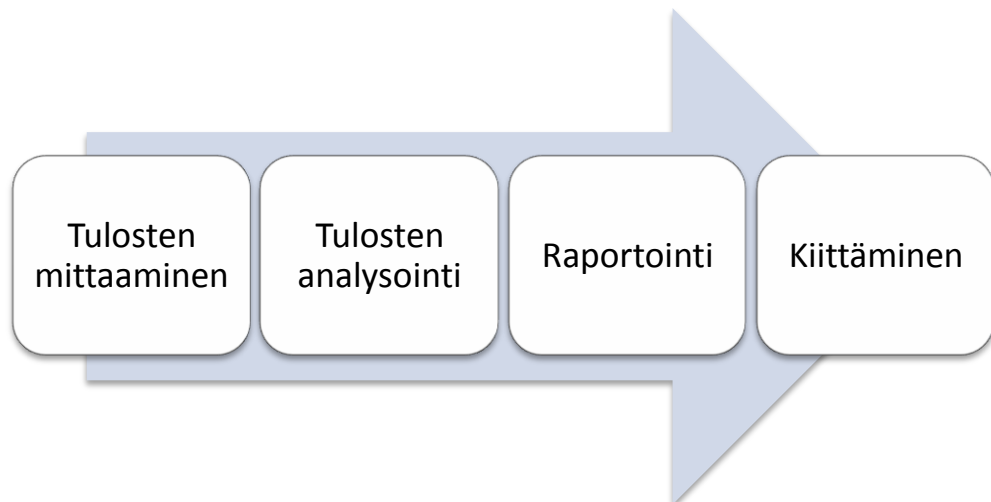 Tulosten
mittaaminen
Tulosten
analysointi
Raportointi
Kiittäminen